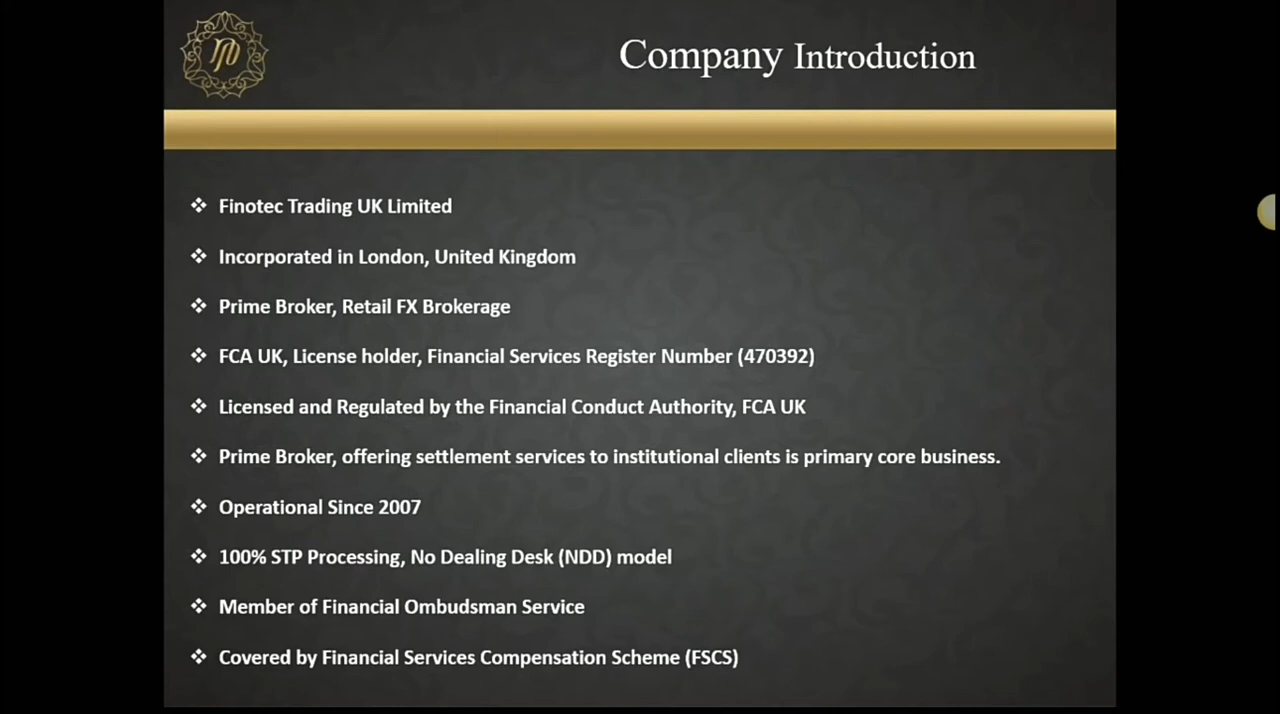 Company Introduction
❖ Finotec Trading UK Limited
❖ Incorporated in London, United Kingdom
❖ Prime Broker, Retail FX Brokerage
❖ FCA UK, License holder, Financial Services Register Number (470392)
❖ Licensed and Regulated by the Financial Conduct Authority, FCA UK
❖ Prime Broker, offering settlement services to institutional clients is primary core business.
❖ Operational Since 2007
❖ 100% STP Processing, No Dealing Desk (NDD) model
❖ Member of Financial Ombudsman Service
❖ Covered by Financial Services Compensation Scheme (FSCS)